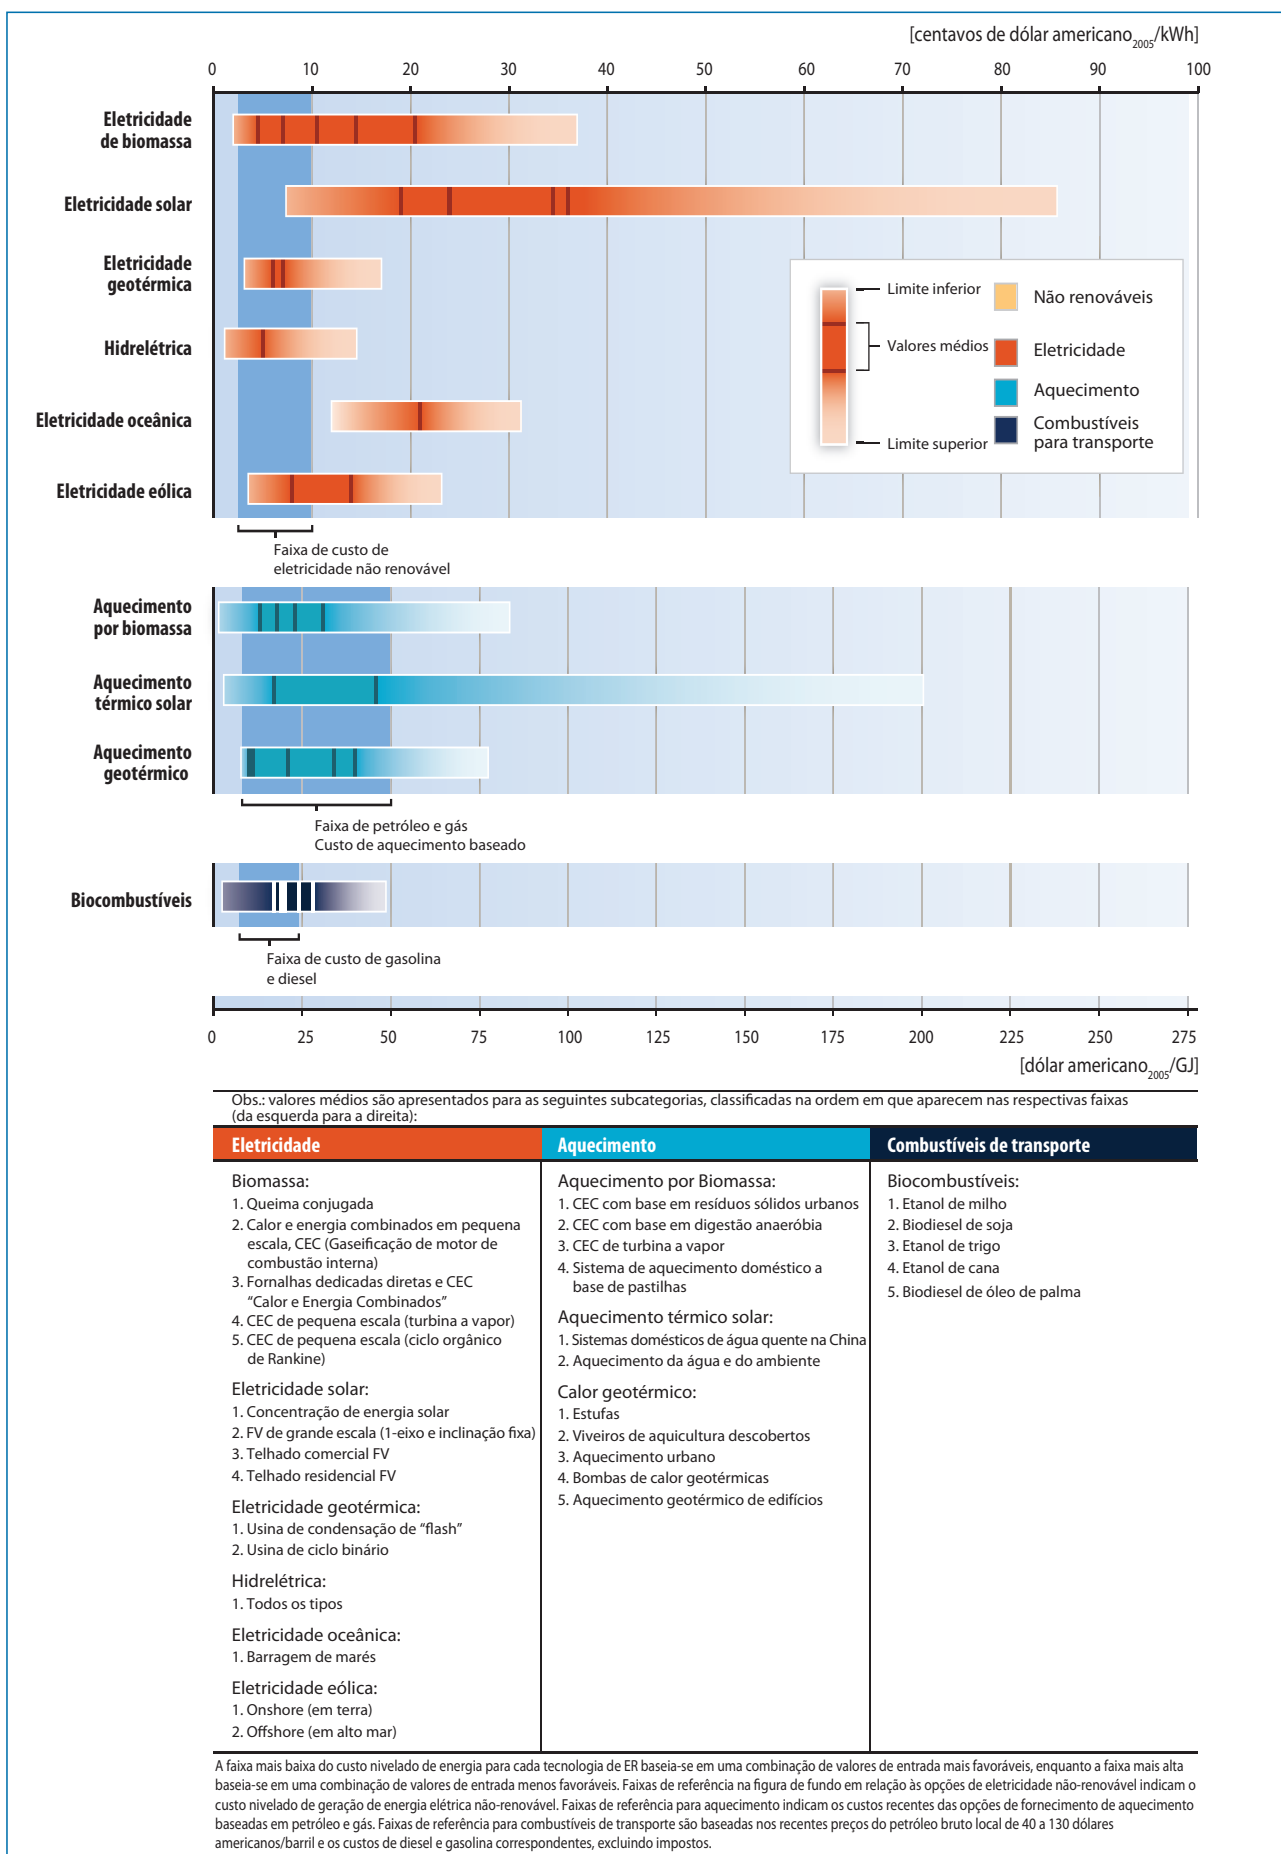 [centavos de dólar americano2005/kWh]
0 10 20 30 40 50 60 70 80 90 100
Eletricidade
de biomassa
Eletricidade solar
Eletricidade
geotérmica
Hidrelétrica
Eletricidade oceânica
Eletricidade eólica
Limite inferior
Valores médios
Limite superior
Não renováveis
Eletricidade
Aquecimento
Combustíveis
para transporte
Faixa de custo de
eletricidade não renovável
Aquecimento
por biomassa
Aquecimento
térmico solar
Aquecimento
geotérmico
Faixa de petróleo e gás
Custo de aquecimento baseado
Biocombustíveis
Faixa de custo de gasolina
e diesel
0 25 50 75 100 125 150 175 200 225 250 275
[dólar americano2005/GJ]
Obs.: valores médios são apresentados para as seguintes subcategorias, classificadas na ordem em que aparecem nas respectivas faixas
(da esquerda para a direita):
Eletricidade
Biomassa:
1. Queima conjugada
2. Calor e energia combinados em pequena
escala, CEC (Gaseificação de motor de
combustão interna)
3. Fornalhas dedicadas diretas e CEC
“Calor e Energia Combinados”
4. CEC de pequena escala (turbina a vapor)
5. CEC de pequena escala (ciclo orgânico
de Rankine)
Eletricidade solar:
1. Concentração de energia solar
2. FV de grande escala (1-eixo e inclinação fixa)
3. Telhado comercial FV
4. Telhado residencial FV
Eletricidade geotérmica:
1. Usina de condensação de “flash”
2. Usina de ciclo binário
Hidrelétrica:
1. Todos os tipos
Eletricidade oceânica:
1. Barragem de marés
Eletricidade eólica:
1. Onshore (em terra)
2. Offshore (em alto mar)
Aquecimento
Aquecimento por Biomassa:
1. CEC com base em resíduos sólidos urbanos
2. CEC com base em digestão anaeróbia
3. CEC de turbina a vapor
4. Sistema de aquecimento doméstico a
base de pastilhas
Aquecimento térmico solar:
1. Sistemas domésticos de água quente na China
2. Aquecimento da água e do ambiente
Calor geotérmico:
1. Estufas
2. Viveiros de aquicultura descobertos
3. Aquecimento urbano
4. Bombas de calor geotérmicas
5. Aquecimento geotérmico de edifícios
Combustíveis de transporte
Biocombustíveis:
1. Etanol de milho
2. Biodiesel de soja
3. Etanol de trigo
4. Etanol de cana
5. Biodiesel de óleo de palma
A faixa mais baixa do custo nivelado de energia para cada tecnologia de ER baseia-se em uma combinação de valores de entrada mais favoráveis, enquanto a faixa mais alta
baseia-se em uma combinação de valores de entrada menos favoráveis. Faixas de referência na figura de fundo em relação às opções de eletricidade não-renovável indicam o
custo nivelado de geração de energia elétrica não-renovável. Faixas de referência para aquecimento indicam os custos recentes das opções de fornecimento de aquecimento
baseadas em petróleo e gás. Faixas de referência para combustíveis de transporte são baseadas nos recentes preços do petróleo bruto local de 40 a 130 dólares
americanos/barril e os custos de diesel e gasolina correspondentes, excluindo impostos.